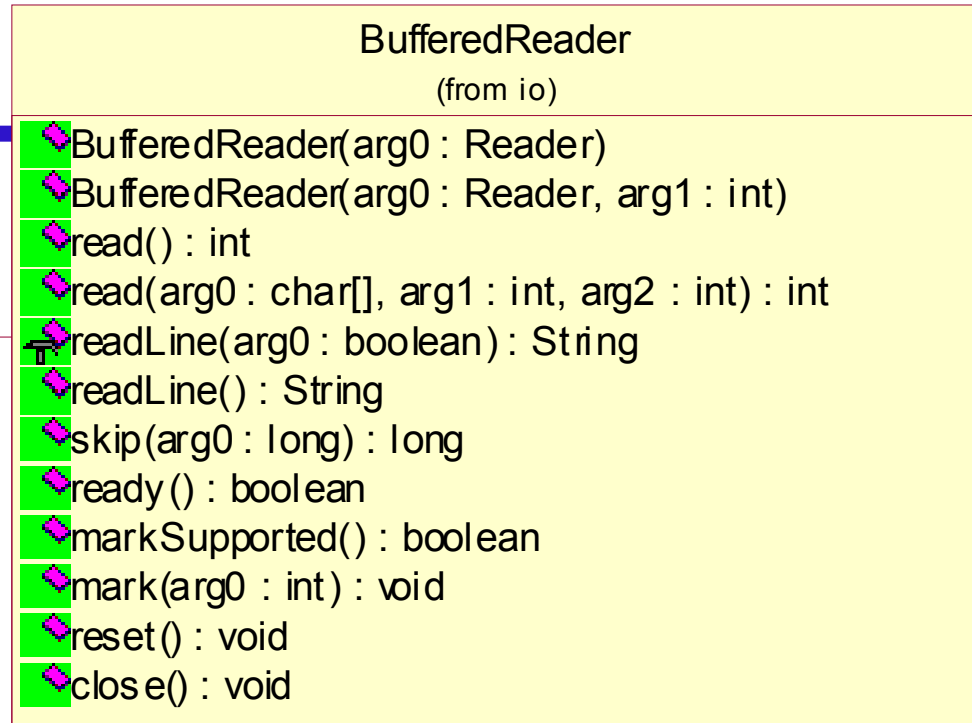 BufferedReader
(from io)
BufferedReader(arg0 : Reader)
BufferedReader(arg0 : Reader, arg1 : int)
read() : int
read(arg0 : char[], arg1 : int, arg2 : int) : int
readLine(arg0 : boolean) : String
readLine() : String
skip(arg0 : long) : long
ready() : boolean
markSupported() : boolean
mark(arg0 : int) : void
reset() : void
close() : void